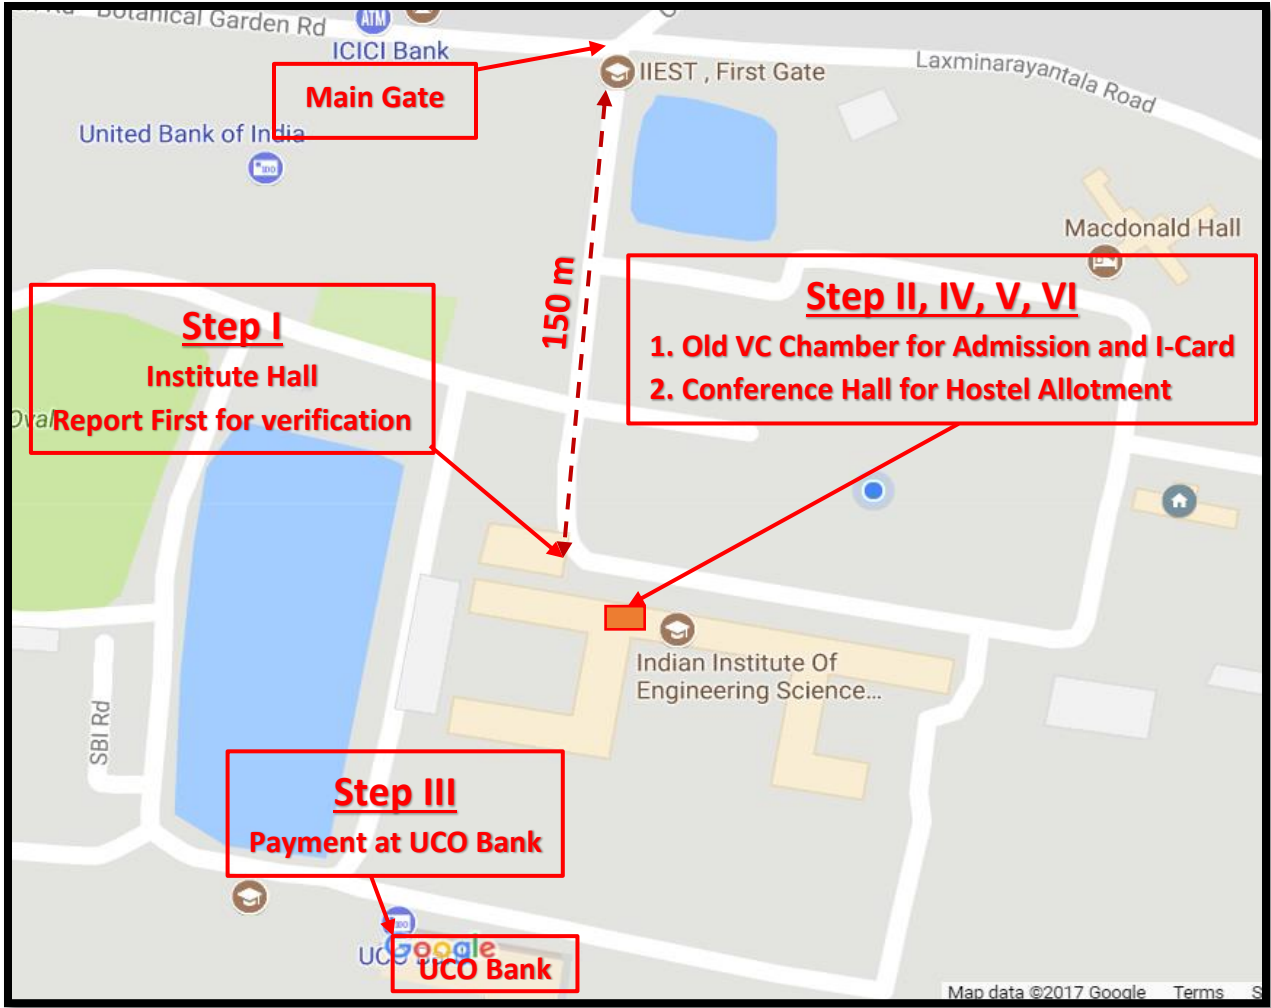 Botanical Garden Rd
ATM
ICICI Bank
IIEST , First Gate
Laxminarayantala Road
Main Gate
United Bank of India
Macdonald Hall
150 m
Step I
Institute Hall
Report First for verification
Oval
Step II, IV, V, VI
1. Old VC Chamber for Admission and I-Card
2. Conference Hall for Hostel Allotment
Indian Institute Of
Engineering Science...
SBI Rd
Step III
Payment at UCO Bank
Google
UCO Bank
Map data ©2017 Google Terms